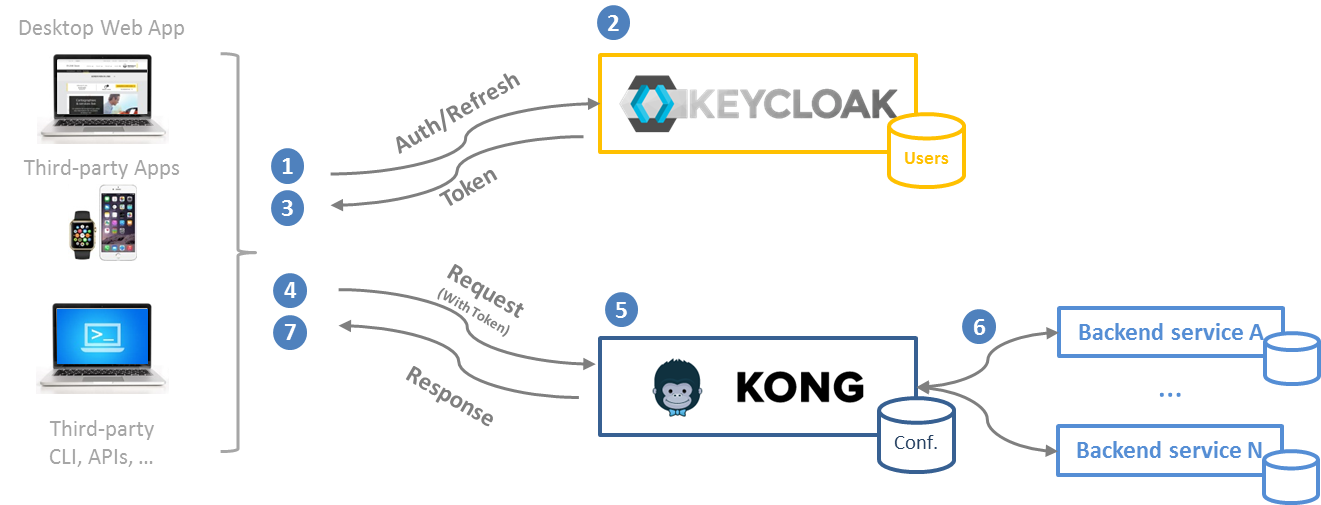 Desktop Web App
Third-party Apps
>_
Third-party
CLI, APIs, ...
1
Auth/Refresh
2
KEYCLOAK
Users
3
Token
4
Request
(With Token)
7
Response
5
KONG
Conf.
6
Backend service A
...
Backend service N